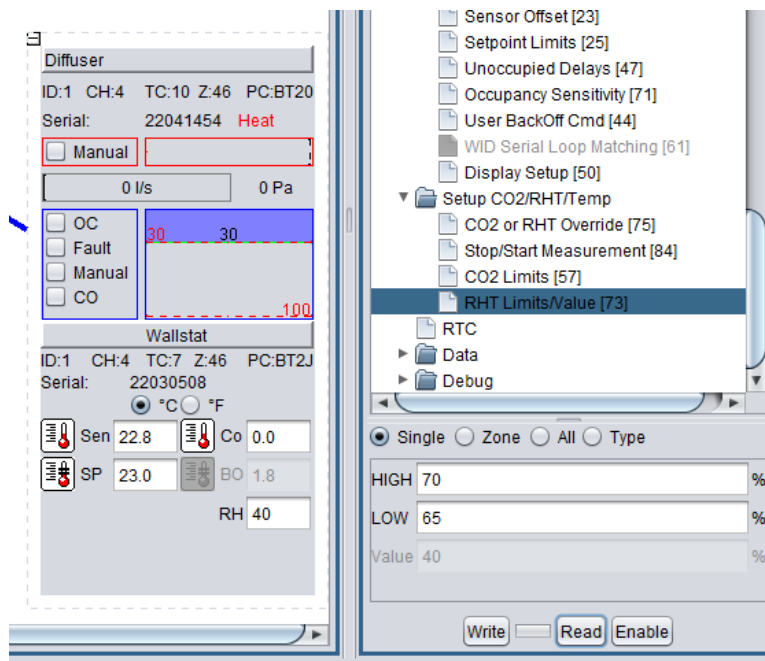 Diffuser
ID:1 CH:4 TC:10 Z:46 PC:BT20
Serial: 22041454 Heat
Manual
0 l/s 0 Pa
OC
Fault
Manual
CO
30 30
100
Wallstat
ID:1 CH:4 TC:7 Z:46 PC:BT2J
Serial: 22030508
°C °F
Sen 22.8 Co 0.0
SP 23.0 BO 1.8
RH 40
Sensor Offset [23]
Setpoint Limits [25]
Unoccupied Delays [47]
Occupancy Sensitivity [71]
User BackOff Cmd [44]
WID Serial Loop Matching [61]
Display Setup [50]
Setup CO2/RHT/Temp
CO2 or RHT Override [75]
Stop/Start Measurement [84]
CO2 Limits [57]
RHT Limits/Value [73]
RTC
Data
Debug
Single Zone All Type
HIGH 70 %
LOW 65 %
Value 40 %
Write Read Enable